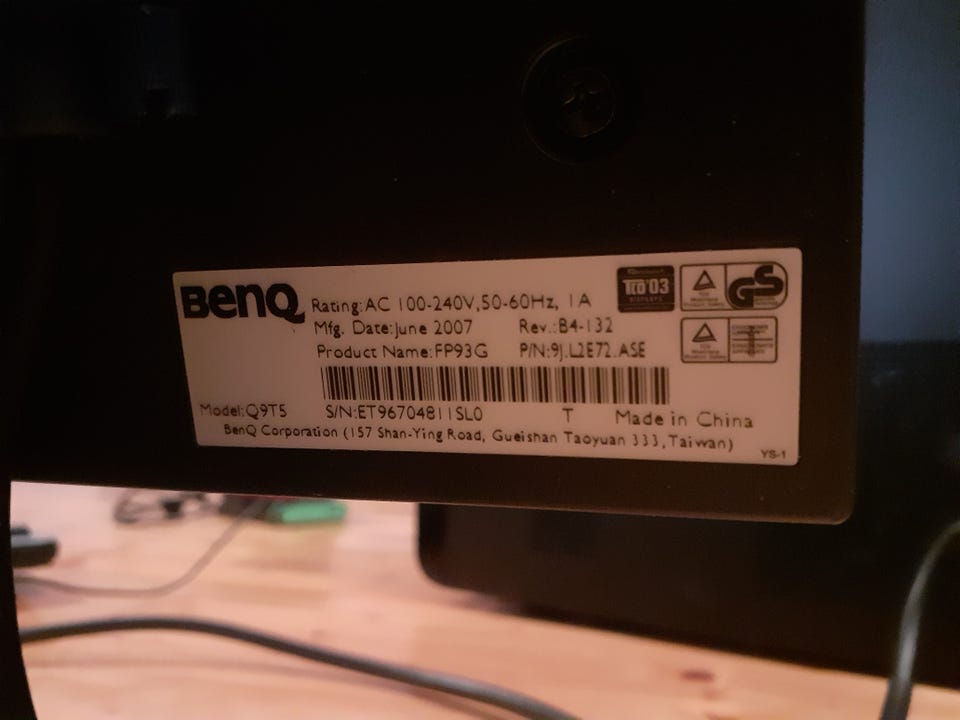 BenQ
Rating:AC 100-240V,50-60Hz, 1A
Mfg. Date:June 2007 Rev.:B4-132
Product Name:FP93G P/N:9J.L2E72.ASE
Model:Q9T5 S/N:ET96704811SL0 T Made in China
BenQ Corporation (157 Shan-Ying Road, Gueishan Taoyuan 333,Taiwan)
YS-1
TCO'03
DISPLAYS
GS